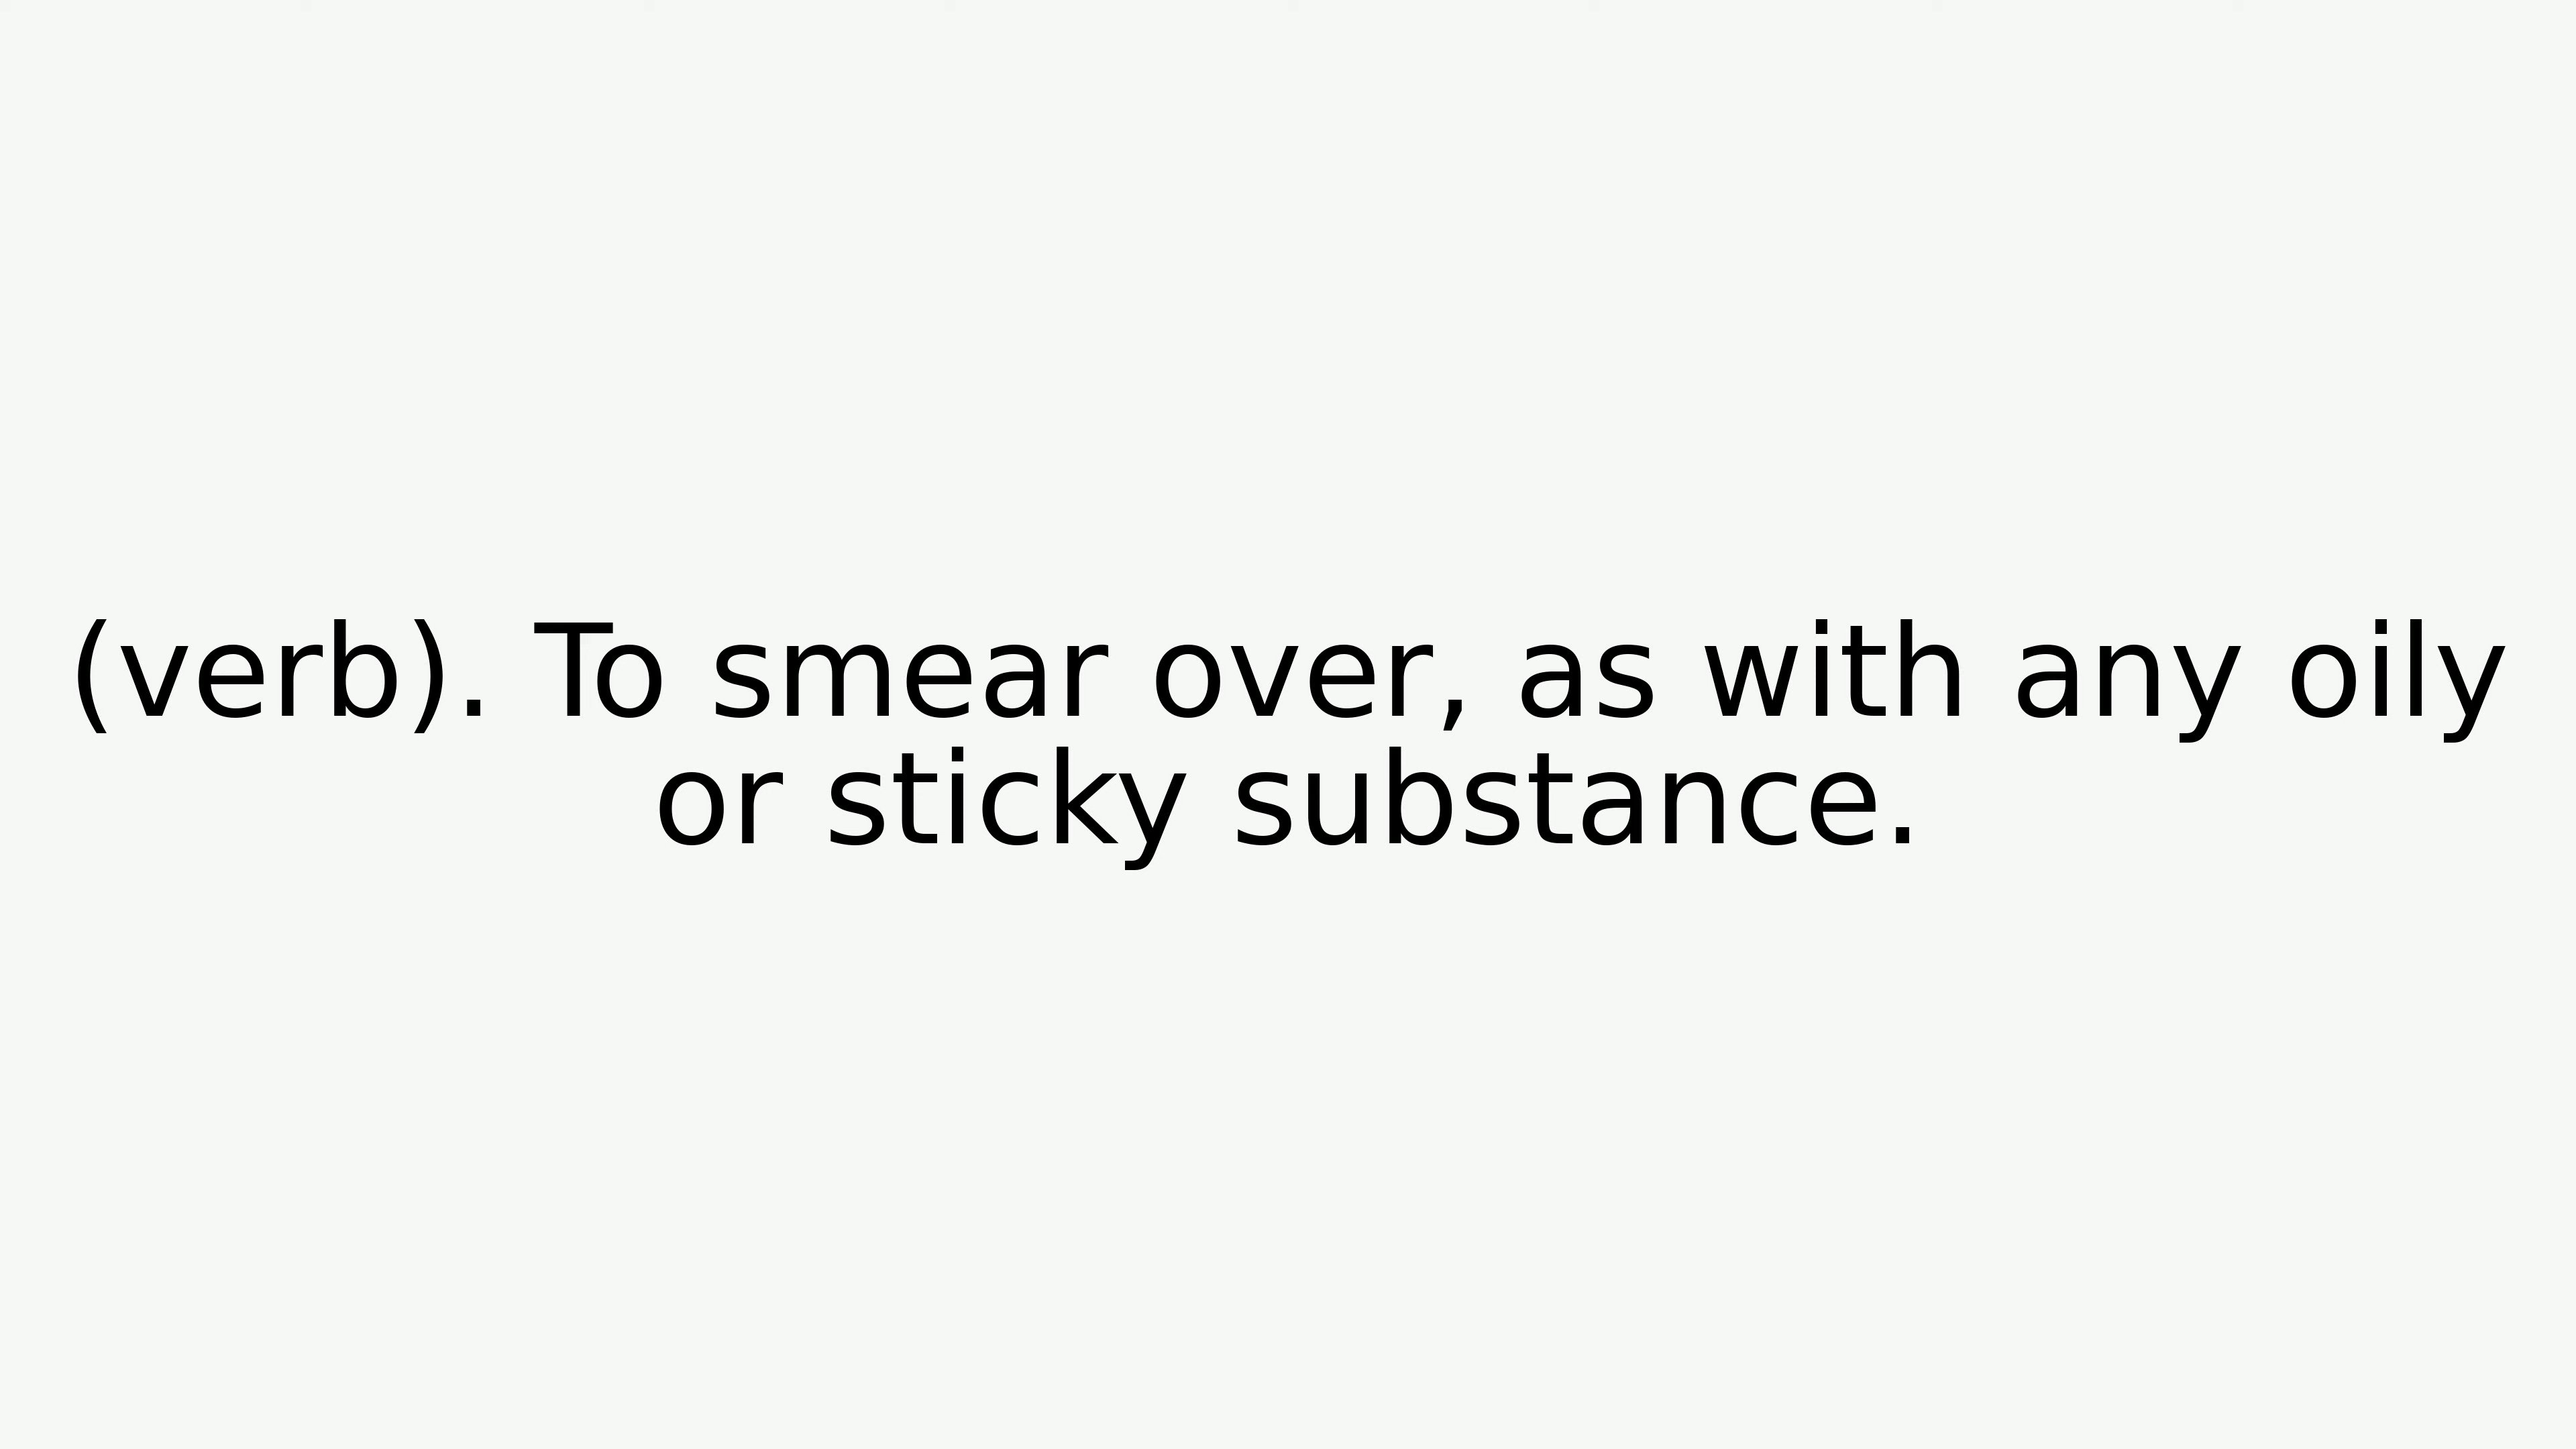 (verb). To smear over, as with any oily
or sticky substance.